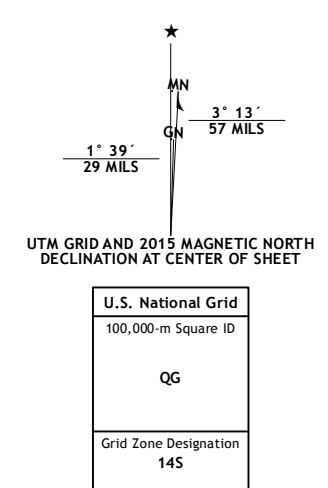 ★
MN
3° 13´
57 MILS
GN
1° 39´
29 MILS
UTM GRID AND 2015 MAGNETIC NORTH
DECLINATION AT CENTER OF SHEET
U.S. National Grid
100,000-m Square ID
QG
Grid Zone Designation
14S